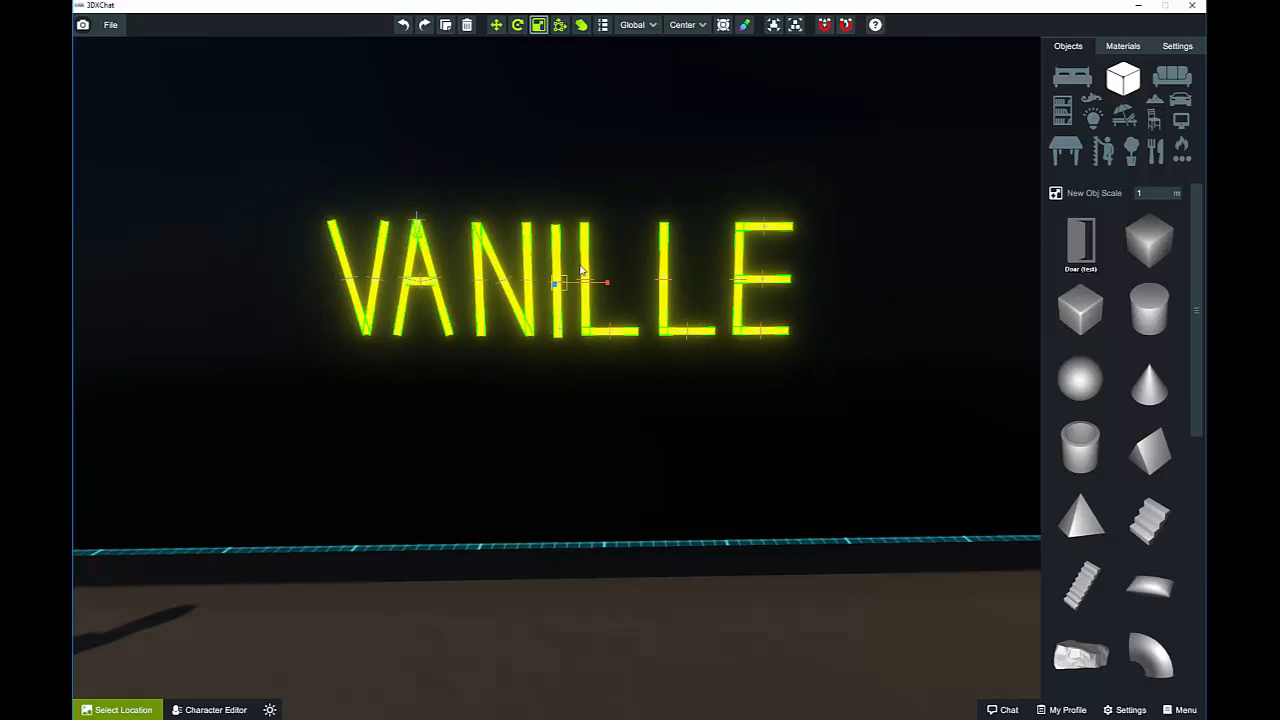 3DXChat
File
Global
Center
Objects
Materials
Settings
New Obj Scale
1
m
Door (test)
VANILLE
Select Location
Character Editor
Chat
My Profile
Settings
Menu